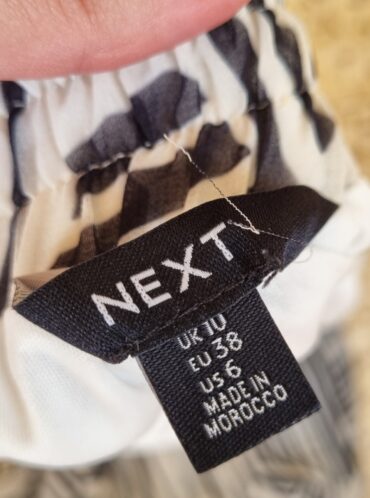 NEXT
UK 10
EU 38
US 6
MADE IN
MOROCCO